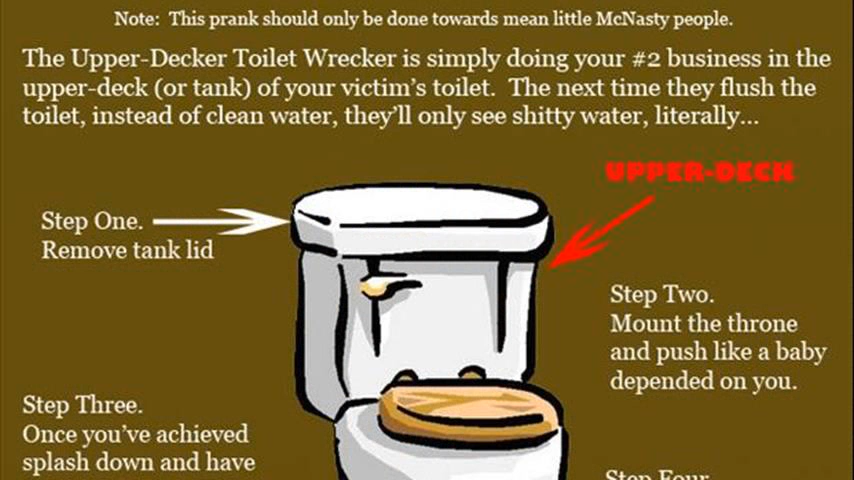 Note: This prank should only be done towards mean little McNasty people.
The Upper-Decker Toilet Wrecker is simply doing your #2 business in the
upper-deck (or tank) of your victim's toilet. The next time they flush the
toilet, instead of clean water, they'll only see shitty water, literally...
UPPER-DECK
Step One.
Remove tank lid
Step Two.
Mount the throne
and push like a baby
depended on you.
Step Three.
Once you've achieved
splash down and have
Step Four